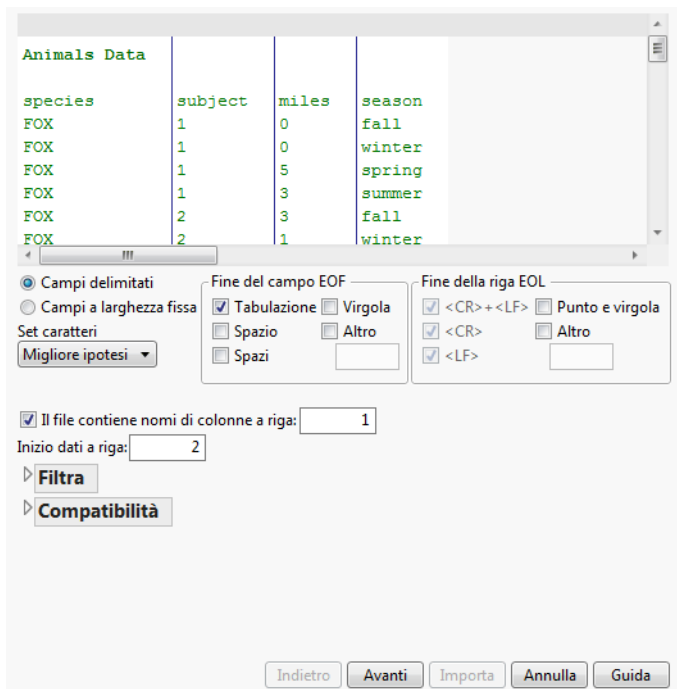 Animals Data
species subject miles season
FOX 1 0 fall
FOX 1 0 winter
FOX 1 5 spring
FOX 1 3 summer
FOX 2 3 fall
FOX 2 1 winter
Campi delimitati
Campi a larghezza fissa
Set caratteri
Migliore ipotesi
Fine del campo EOF
Tabulazione Virgola
Spazio Altro
Spazi
Fine della riga EOL
<CR>+<LF> Punto e virgola
<CR> Altro
<LF>
Il file contiene nomi di colonne a riga: 1
Inizio dati a riga: 2
Filtra
Compatibilità
Indietro Avanti Importa Annulla Guida